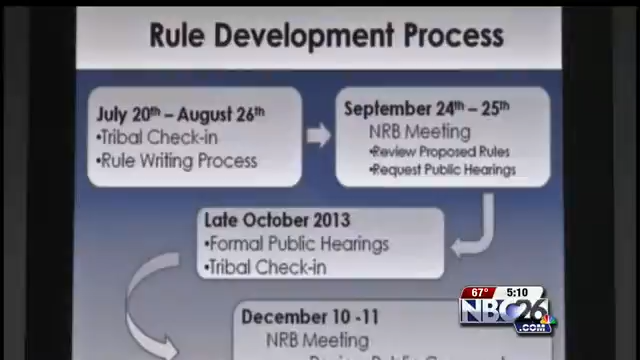 Rule Development Process
July 20th – August 26th
•Tribal Check-in
•Rule Writing Process
September 24th – 25th
NRB Meeting
•Review Proposed Rules
•Request Public Hearings
Late October 2013
•Formal Public Hearings
•Tribal Check-in
December 10 -11
NRB Meeting
67° 5:10
NBC 26
.COM